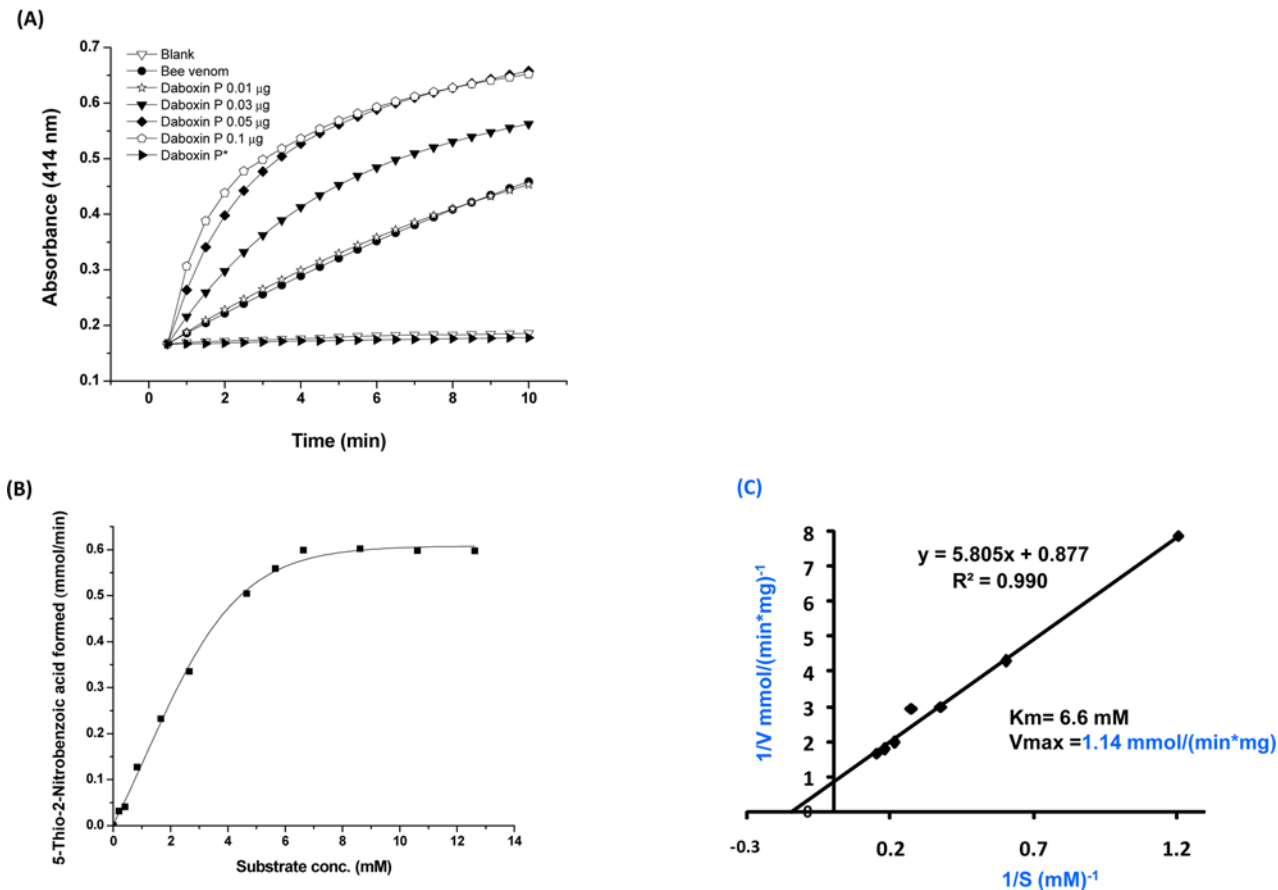 (A)
0.7
0.6
0.5
0.4
0.3
0.2
0.1
Absorbance (414 nm)
Blank
Bee venom
Daboxin P 0.01 μg
Daboxin P 0.03 μg
Daboxin P 0.05 μg
Daboxin P 0.1 μg
Daboxin P*
0 2 4 6 8 10
Time (min)
(B)
5-Thio-2-Nitrobenzoic acid formed (mmol/min)
0.6
0.5
0.3
0.2
0.0
0 2 4 6 8 10 12 14
Substrate conc. (mM)
(C)
1/V mmol/(min*mg)-1
8
7
6
5
4
3
2
1
0
y = 5.805x + 0.877
R² = 0.990
Km= 6.6 mM
Vmax =1.14 mmol/(min*mg)
-0.3 0.2 0.7 1.2
1/S (mM)-1